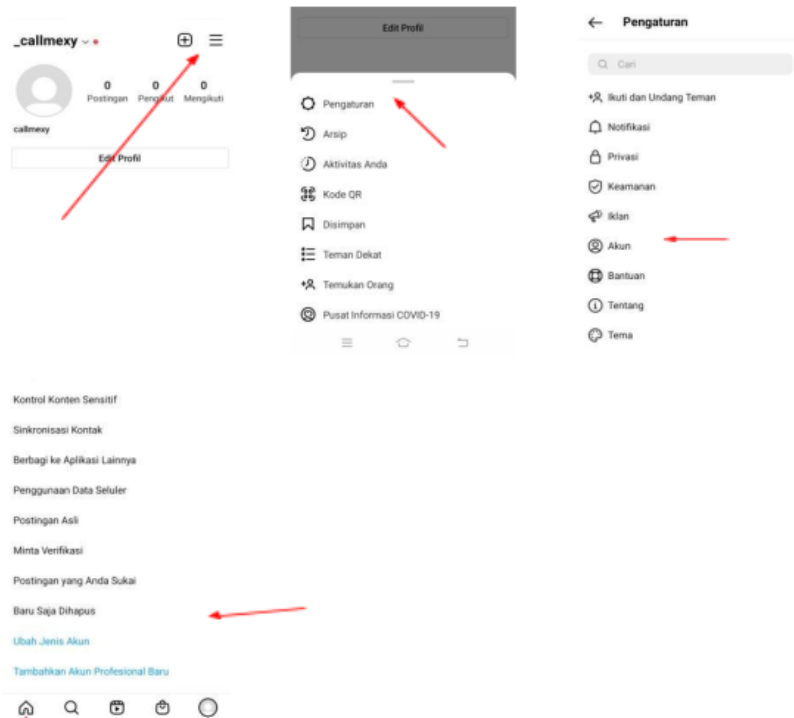 _callmexy
0 0 0
Postingan Pengikut Mengikuti
callmexy
Edit Profil
Edit Profil
Pengaturan
Arsip
Aktivitas Anda
Kode QR
Disimpan
Teman Dekat
Temukan Orang
Pusat Informasi COVID-19
Pengaturan
Cari
Ikuti dan Undang Teman
Notifikasi
Privasi
Keamanan
Iklan
Akun
Bantuan
Tentang
Tema
Kontrol Konten Sensitif
Sinkronisasi Kontak
Berbagi ke Aplikasi Lainnya
Penggunaan Data Seluler
Postingan Asli
Minta Verifikasi
Postingan yang Anda Sukai
Baru Saja Dihapus
Ubah Jenis Akun
Tambahkan Akun Profesional Baru